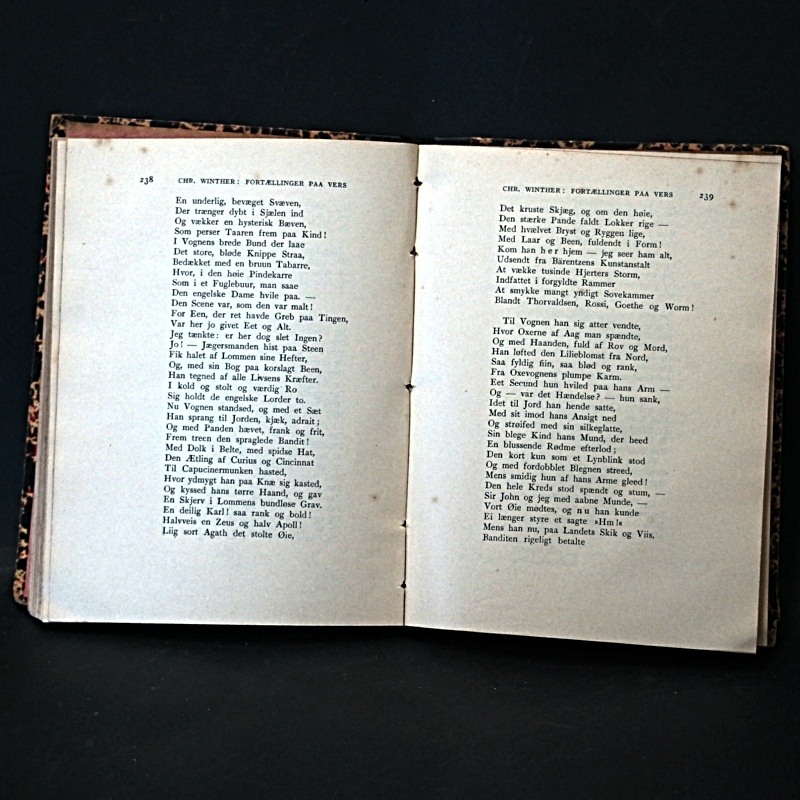 238 CHR. WINTHER: FORTÆLLINGER PAA VERS
En underlig, bevæget Svæven,
Der trænger dybt i Sjælen ind
Og vækker en hysterisk Bæven,
Som perser Taaren frem paa Kind!
I Vognens brede Bund der laae
Det store, bløde Knippe Straa,
Bedækket med en bruun Tabarre,
Hvor, i den høie Pindekarre
Som i et Fuglebuur, man saae
Den engelske Dame hvile paa. —
Den Scene var, som den var malt!
For Een, der ret havde Greb paa Tingen,
Var her jo givet Eet og Alt.
Jeg tænkte: er her dog slet Ingen?
Jo! — Jægersmanden hist paa Steen
Fik halet af Lommen sine Hefter,
Og, med sin Bog paa korslagt Been,
Han tegned af alle Livsens Kræfter.
I kold og stolt og værdig Ro
Sig holdt de engelske Lorder to.
Nu Vognen standsed, og med et Sæt
Han sprang til Jorden, kjæk, adrait;
Og med Panden hævet, frank og frit,
Frem treen den spraglede Bandit!
Med Dolk i Belte, med spidse Hat,
Den Ætling af Curius og Cincinnat
Til Capucinermunken hasted,
Hvor ydmygt han paa Knæ sig kasted,
Og kyssed hans tørre Haand, og gav
En Skjerv i Lommens bundløse Grav.
En deilig Karl! saa rank og bold!
Halvveis en Zeus og halv Apoll!
Liig sort Agath det stolte Øie,
CHR. WINTHER: FORTÆLLINGER PAA VERS 239
Det kruste Skjæg, og om den høie,
Den stærke Pande faldt Lokker rige —
Med hvælvet Bryst og Ryggen lige,
Med Laar og Been, fuldendt i Form!
Kom han her hjem — jeg seer ham alt,
Udsendt fra Bärentzens Kunstanstalt
At vække tusinde Hjerters Storm,
Indfattet i forgyldte Rammer
At smykke mangt yndigt Sovekammer
Blandt Thorvaldsen, Rossi, Goethe og Worm!
Til Vognen han sig atter vendte,
Hvor Oxerne af Aag man spændte,
Og med Haanden, fuld af Rov og Mord,
Han løfted den Lilieblomst fra Nord,
Saa fyldig fiin, saa blød og rank,
Fra Oxevognens plumpe Karm.
Eet Secund hun hviled paa hans Arm —
Og — var det Hændelse? — hun sank,
Idet til Jord han hende satte,
Med sit imod hans Ansigt ned
Og strøifed med sin silkeglatte,
Sin blege Kind hans Mund, der heed
En blussende Rødme efterlod;
Den kort kun som et Lynblink stod
Og med fordobblet Blegnen streed,
Mens smidig hun af hans Arme gleed!
Den hele Kreds stod spændt og stum, —
Sir John og jeg med aabne Munde, —
Vort Øie mødtes, og nu han kunde
Ei længer styre et sagte »Hm!«
Mens han nu, paa Landets Skik og Viis,
Banditen rigeligt betalte